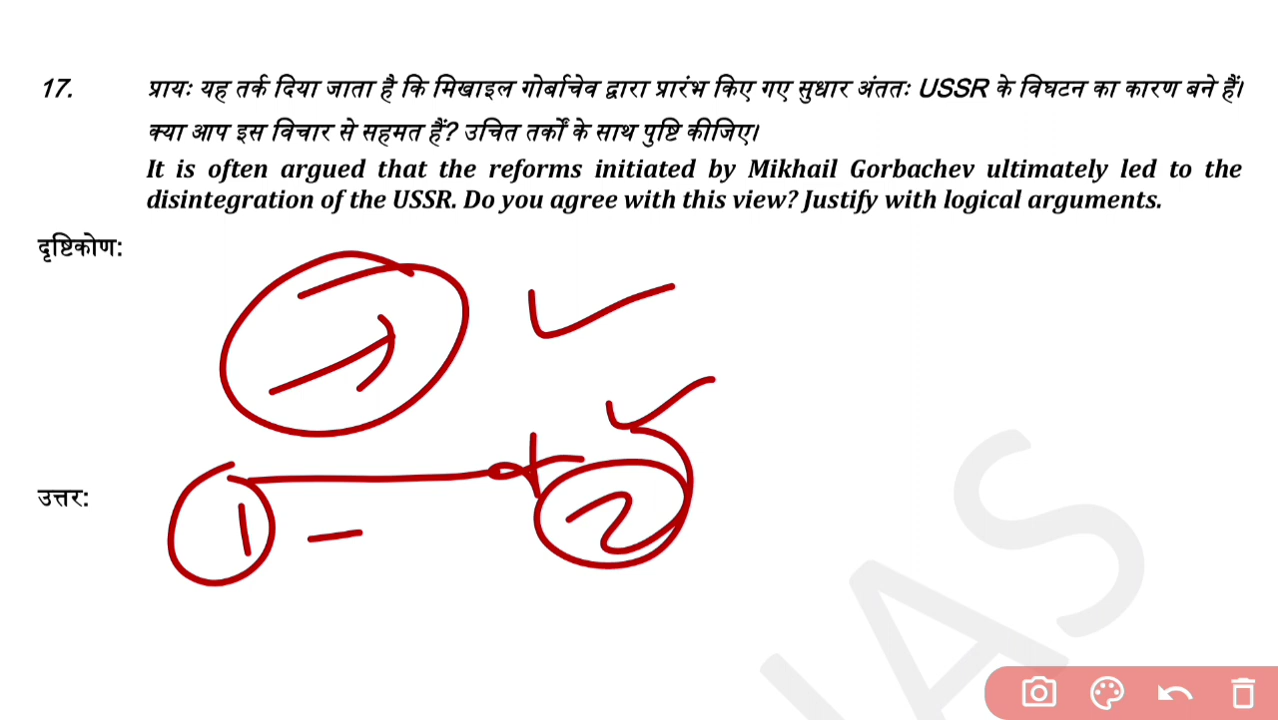 17. प्रायः यह तर्क दिया जाता है कि मिखाइल गोर्बाचेव द्वारा प्रारंभ किए गए सुधार अंततः USSR के विघटन का कारण बने हैं।
क्या आप इस विचार से सहमत हैं? उचित तर्कों के साथ पुष्टि कीजिए।
It is often argued that the reforms initiated by Mikhail Gorbachev ultimately led to the
disintegration of the USSR. Do you agree with this view? Justify with logical arguments.
दृष्टिकोण:
उत्तर:
1 2
IAS